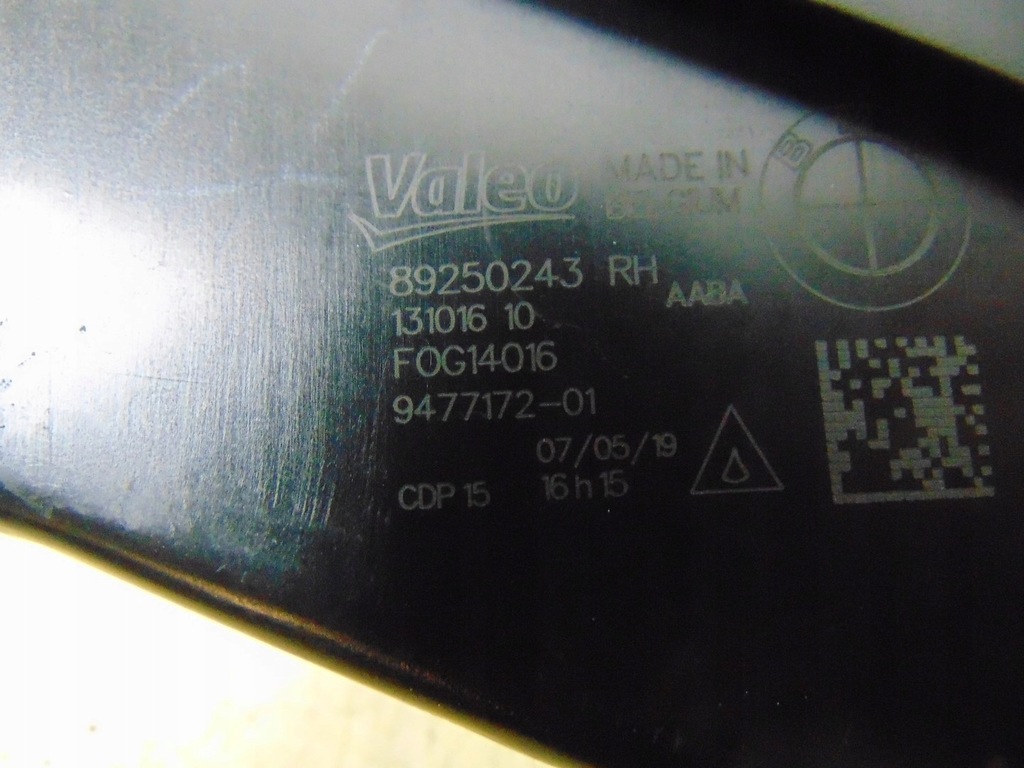 Valeo
MADE IN
BELGIUM
B
89250243 RH
AABA
131016 10
FOG14016
9477172-01
07/05/19
CDP 15 16 h 15